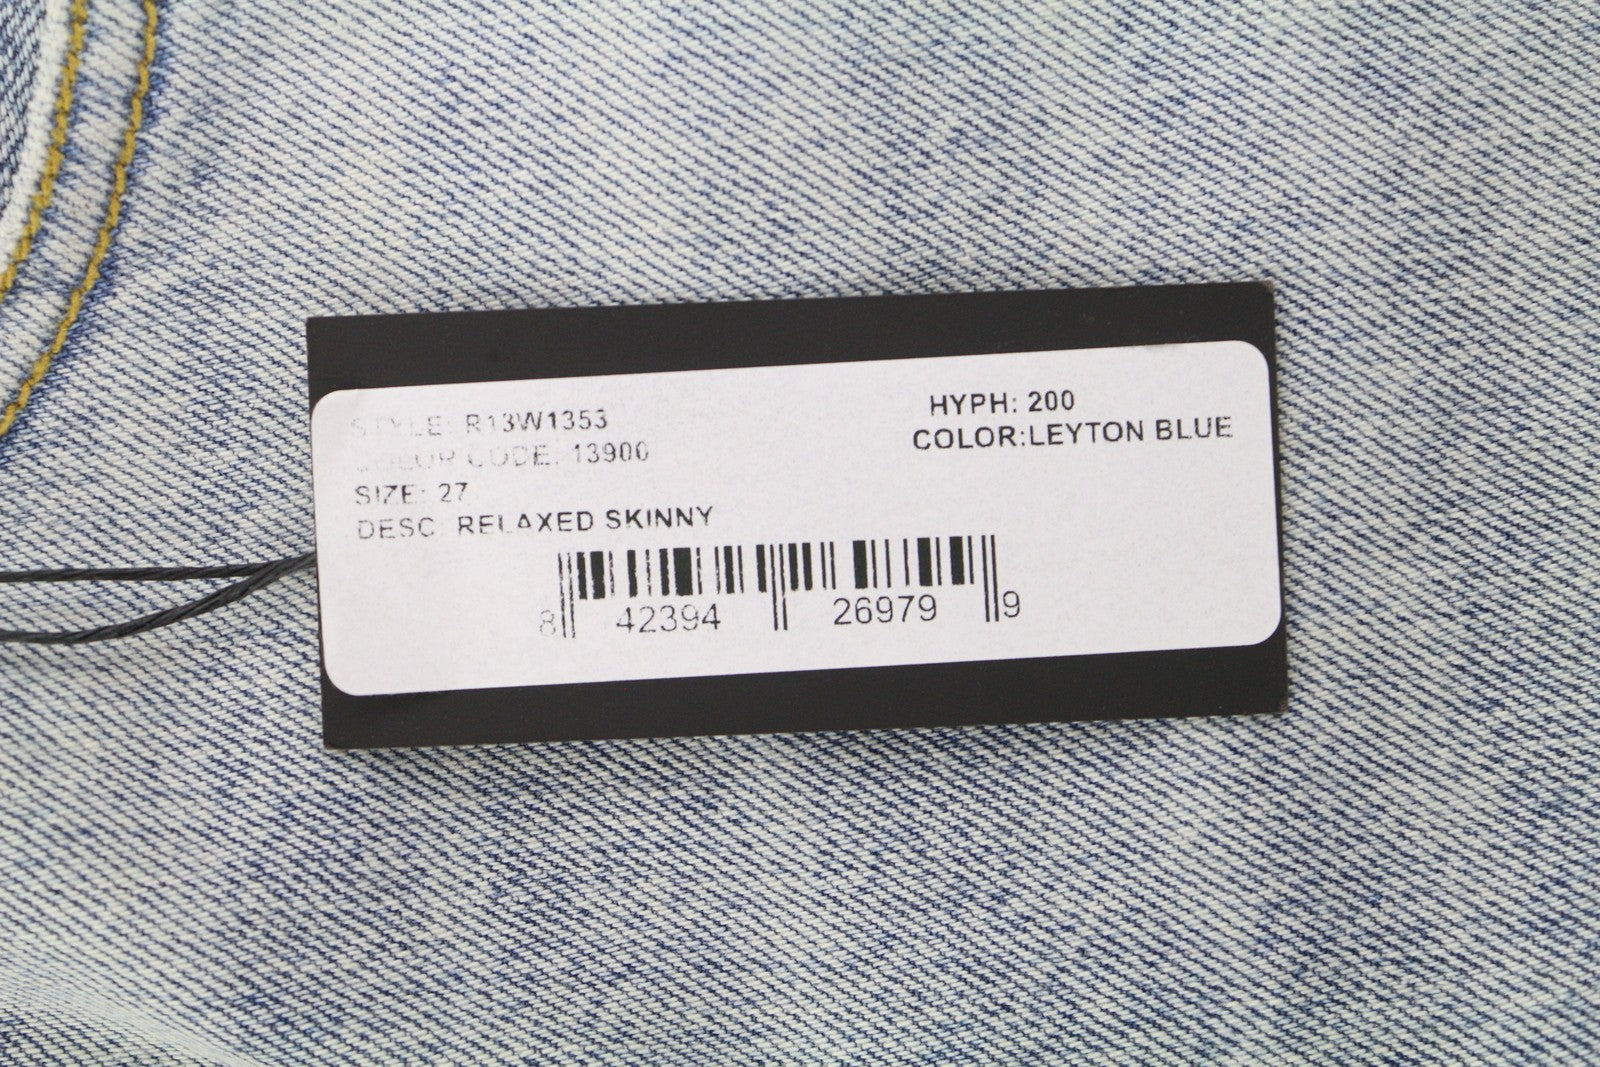 STYLE: R13W1353
HYPH: 200
COLOR CODE: 13900
COLOR:LEYTON BLUE
SIZE: 27
DESC: RELAXED SKINNY
8 42394 26979 9